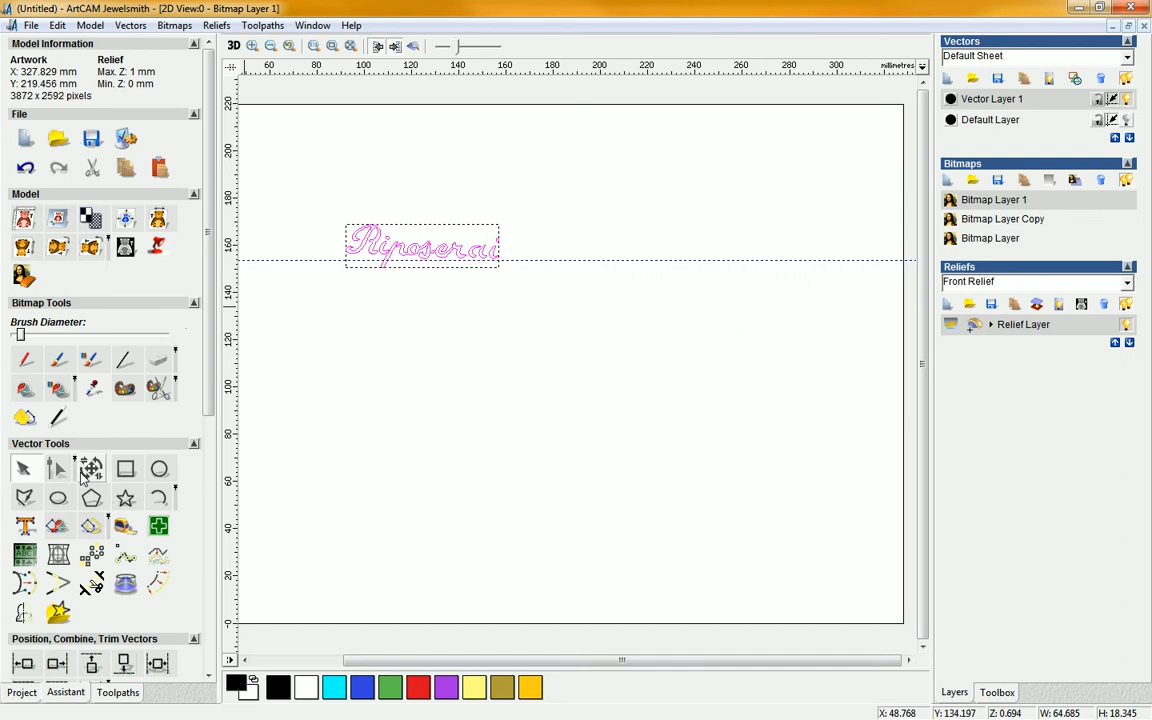 (Untitled) - ArtCAM Jewelsmith - [2D View:0 - Bitmap Layer 1]
File Edit Model Vectors Bitmaps Reliefs Toolpaths Window Help
Model Information
Artwork Relief
X: 327.829 mm Max. Z: 1 mm
Y: 219.456 mm Min. Z: 0 mm
3872 x 2592 pixels
File
Model
Bitmap Tools
Brush Diameter:
Vector Tools
Position, Combine, Trim Vectors
Project Assistant Toolpaths
3D
60 80 100 120 140 160 180 200 220 240 260 280 300 millimetres
220
200
180
160
140
120
100
80
60
40
20
0
Riposerai
Vectors
Default Sheet
Vector Layer 1
Default Layer
Bitmaps
Bitmap Layer 1
Bitmap Layer Copy
Bitmap Layer
Reliefs
Front Relief
Relief Layer
Layers Toolbox
X: 48.768 Y: 134.197 Z: 0.694 W: 64.685 H: 18.345